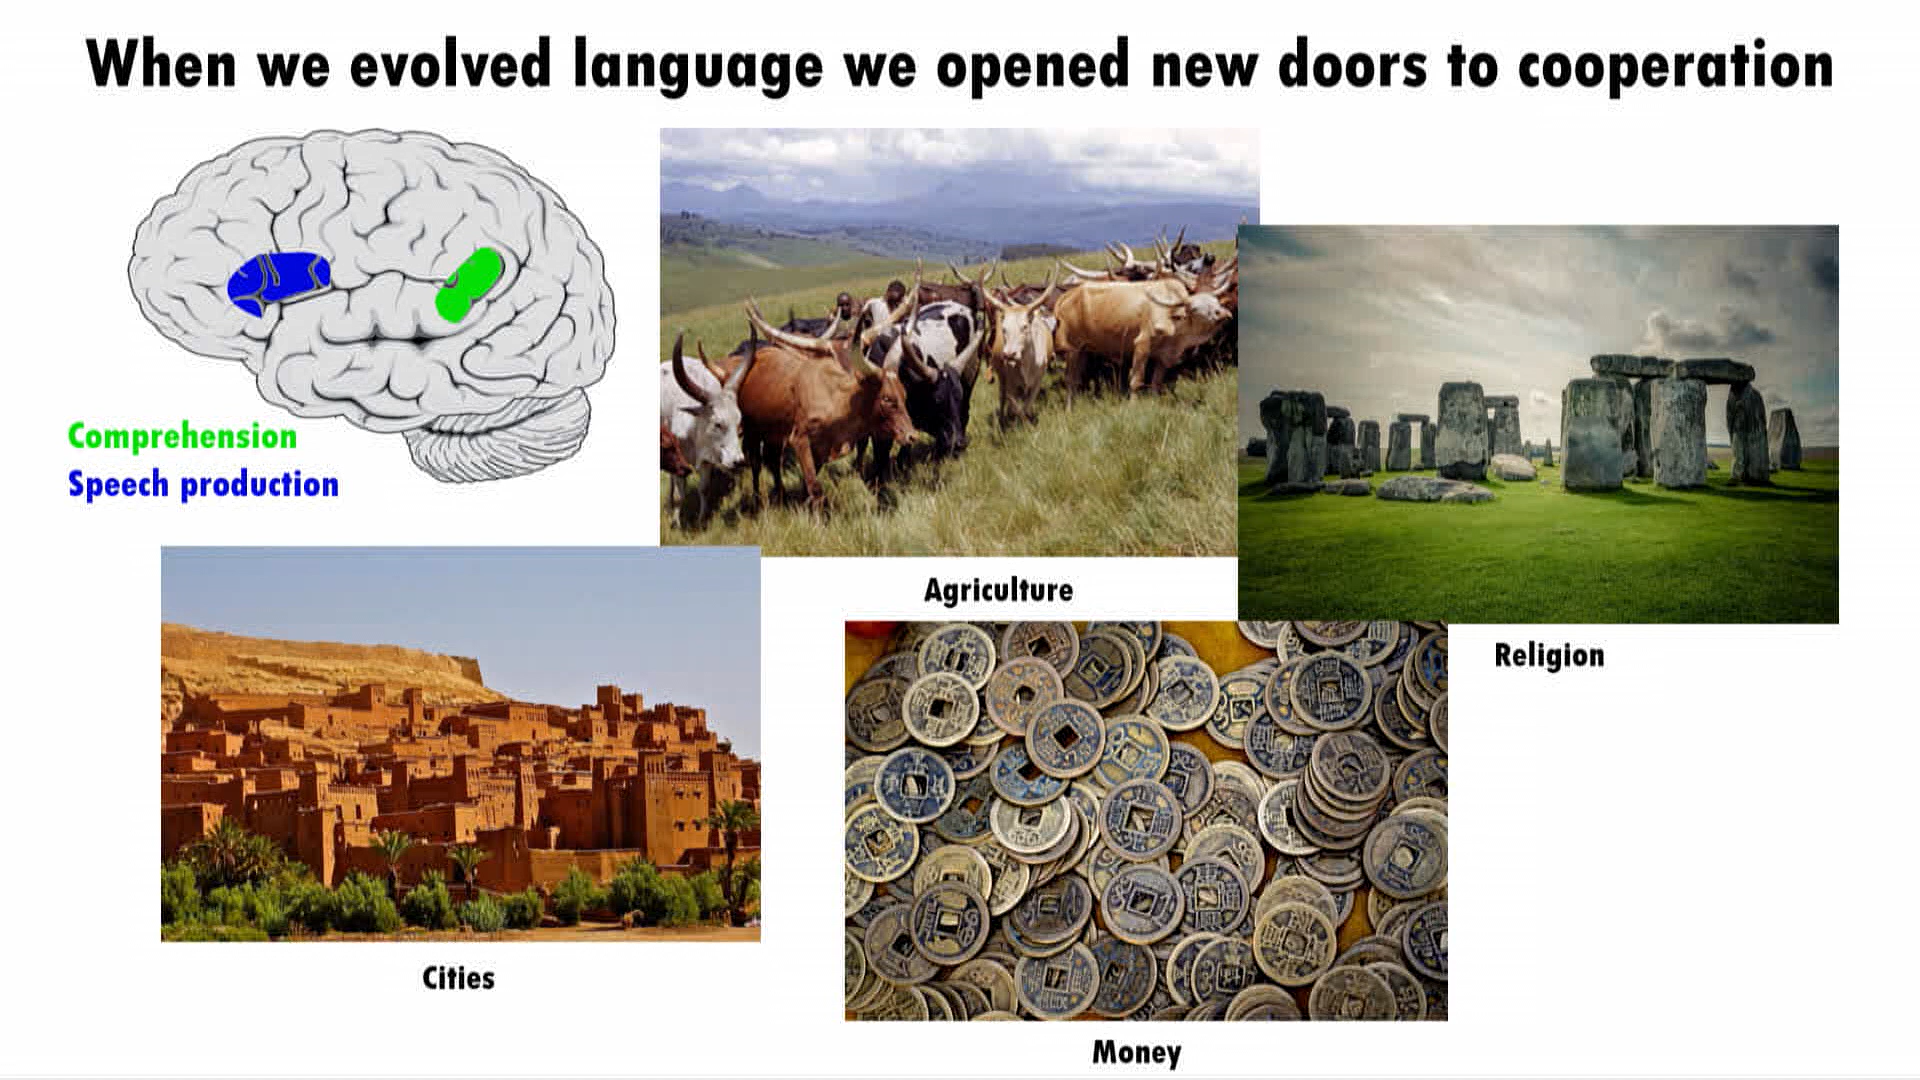 When we evolved language we opened new doors to cooperation
Comprehension
Speech production
Agriculture
Religion
Cities
Money